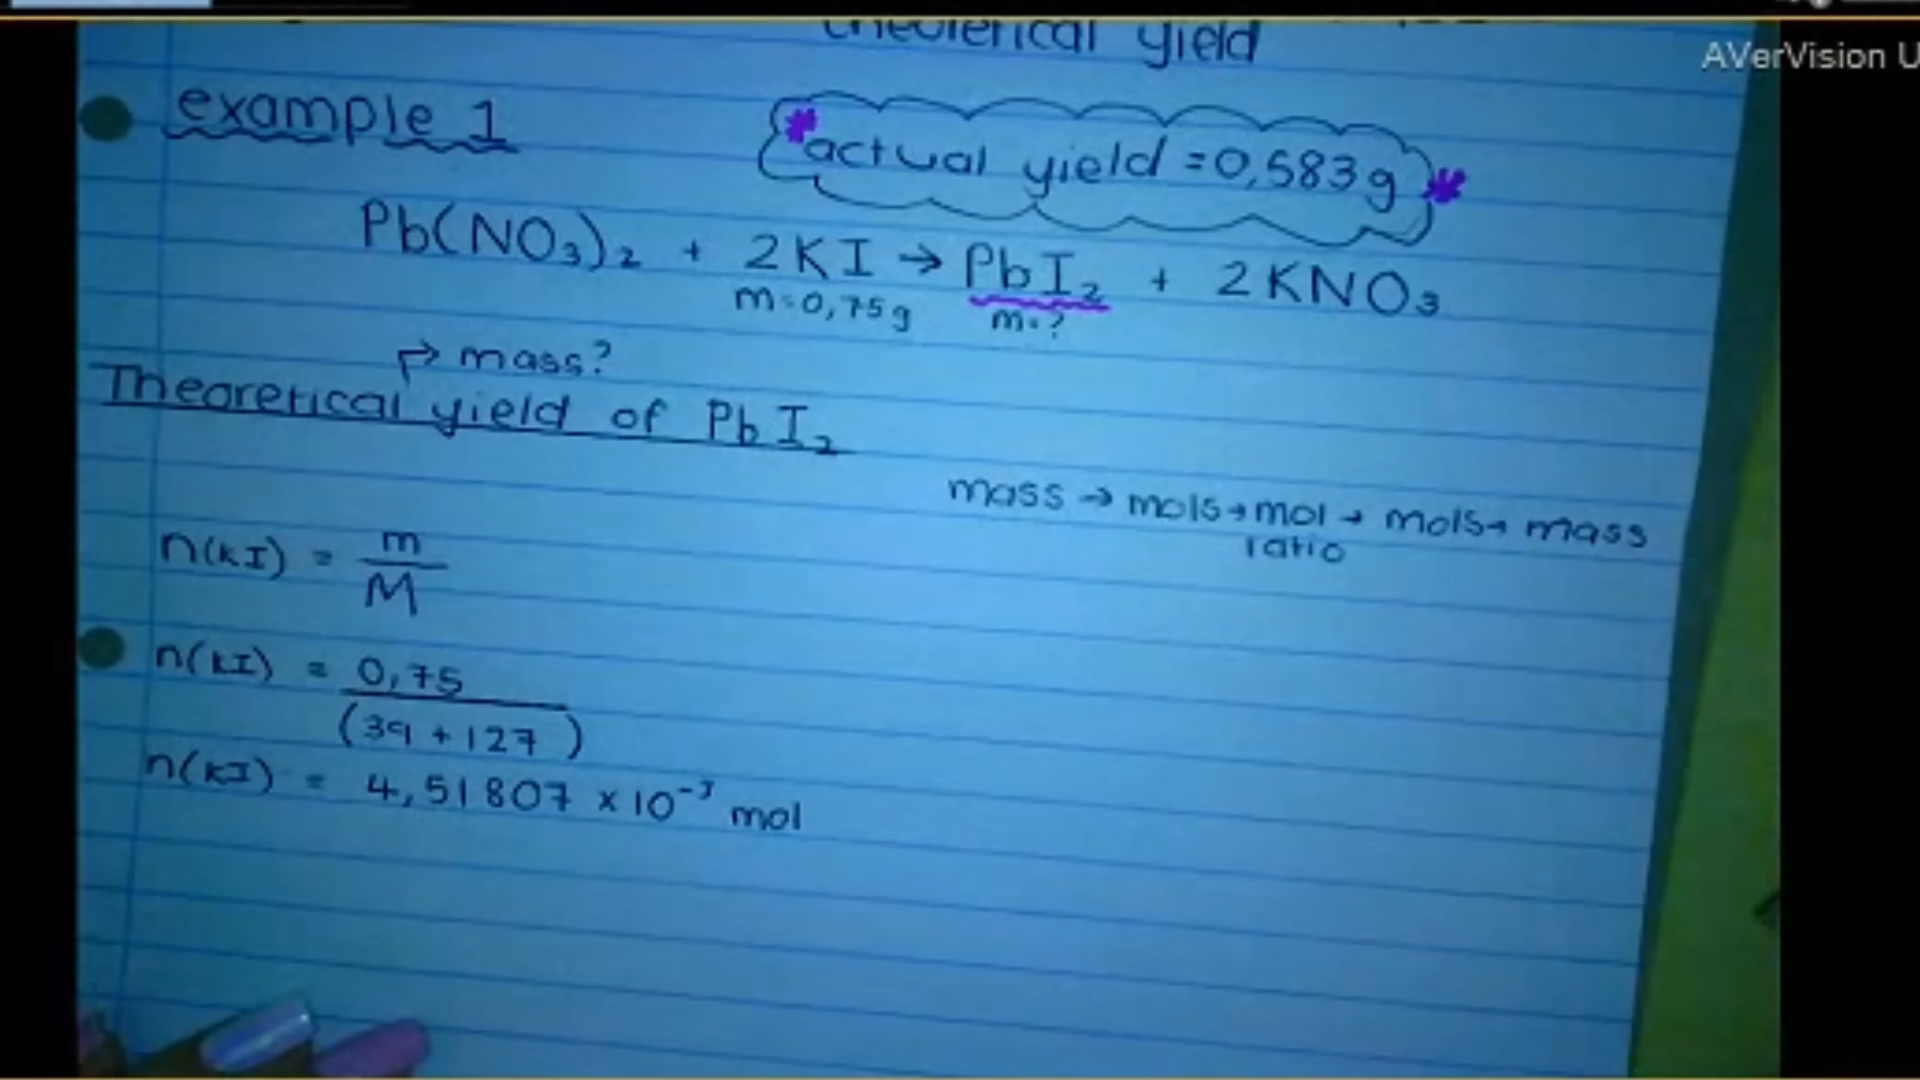 theoretical yield
AVerVision U
example 1
*actual yield = 0,583g *
Pb(NO₃)₂ + 2KI → PbI₂ + 2KNO₃
m=0,75g m=?
↱ mass?
Theoretical yield of PbI₂
mass → mols → mol → mols → mass
ratio
n(KI) = m
M
n(KI) = 0,75
(39 + 127 )
n(KI) = 4,51807 x 10⁻³ mol